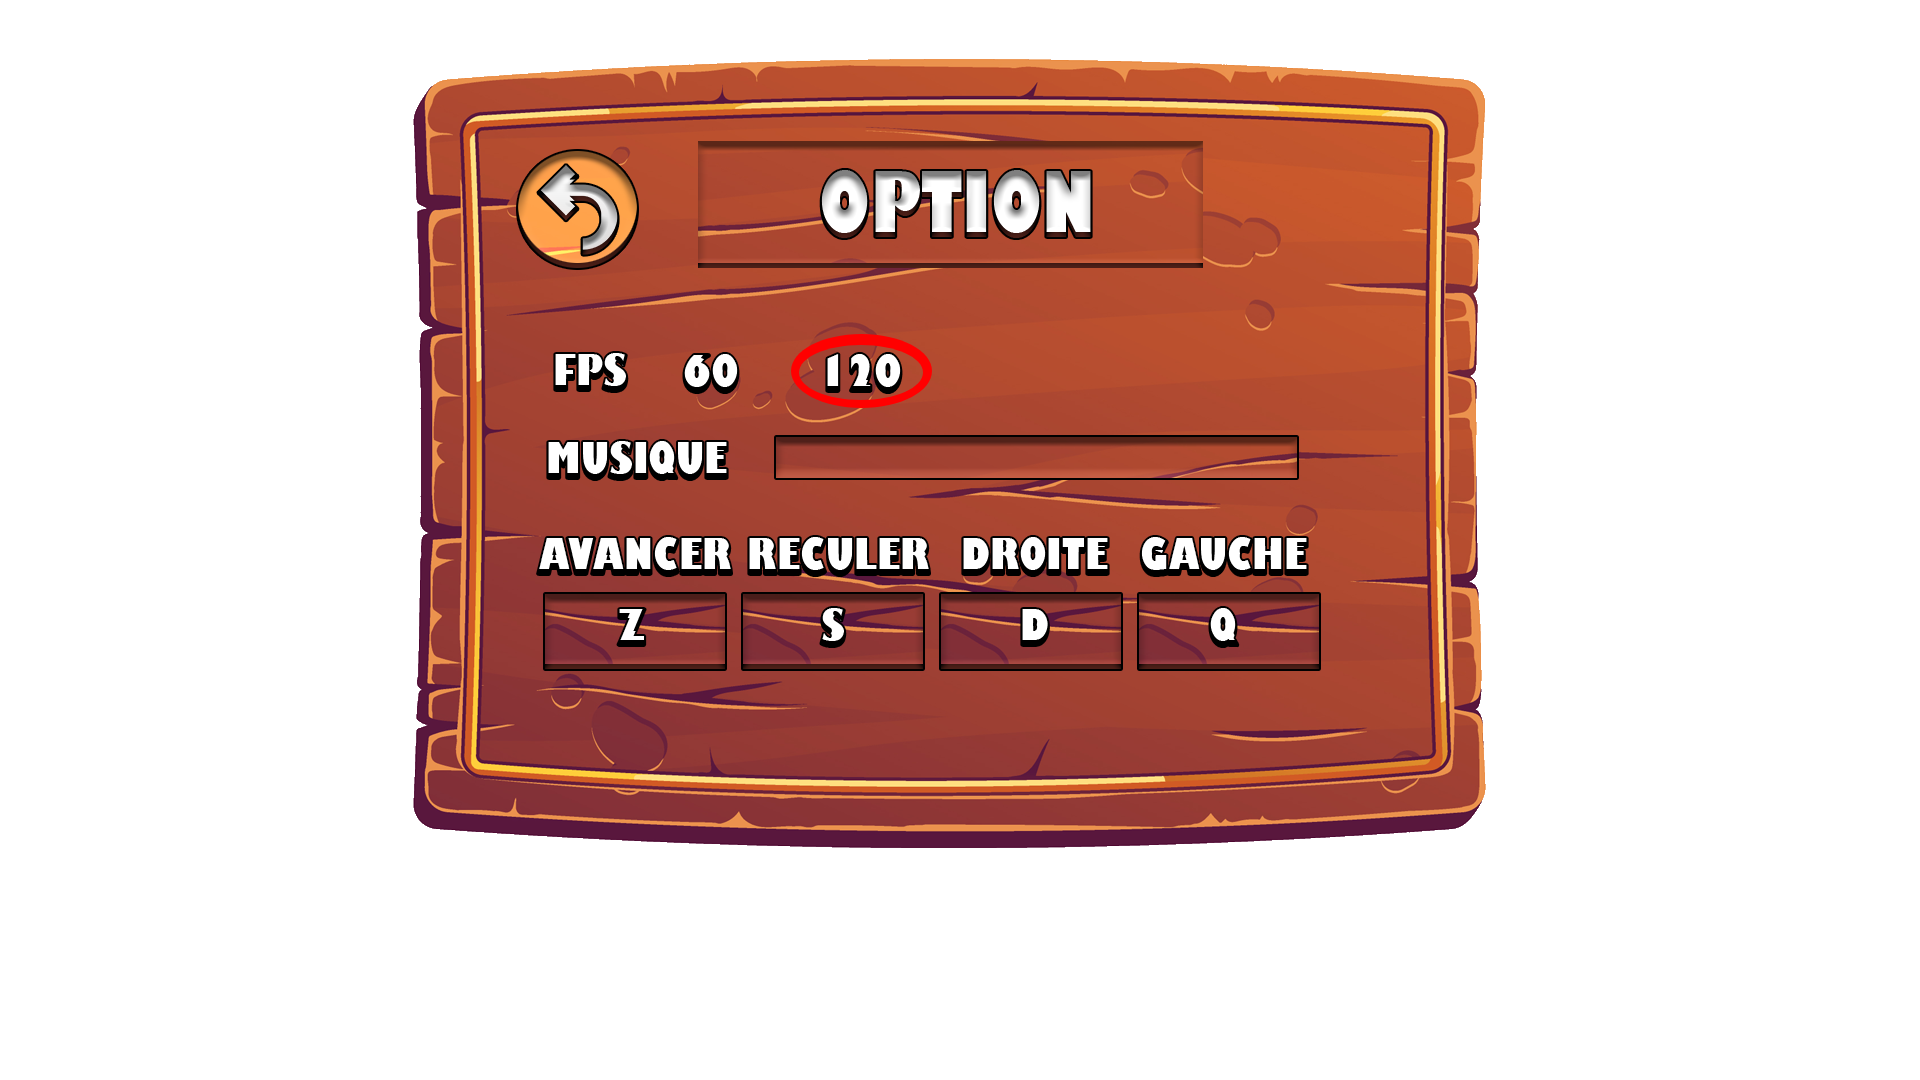 OPTION
FPS 60 120
MUSIQUE
AVANCER RECULER DROITE GAUCHE
Z S D Q